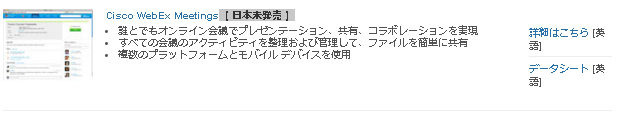 Cisco WebEx Meetings 【 日本未発売 】
• 誰とでもオンライン会議でプレゼンテーション、共有、コラボレーションを実現
• すべての会議のアクティビティを整理および管理して、ファイルを簡単に共有
• 複数のプラットフォームとモバイル デバイスを使用
詳細はこちら [英
語]
データシート [英
語]